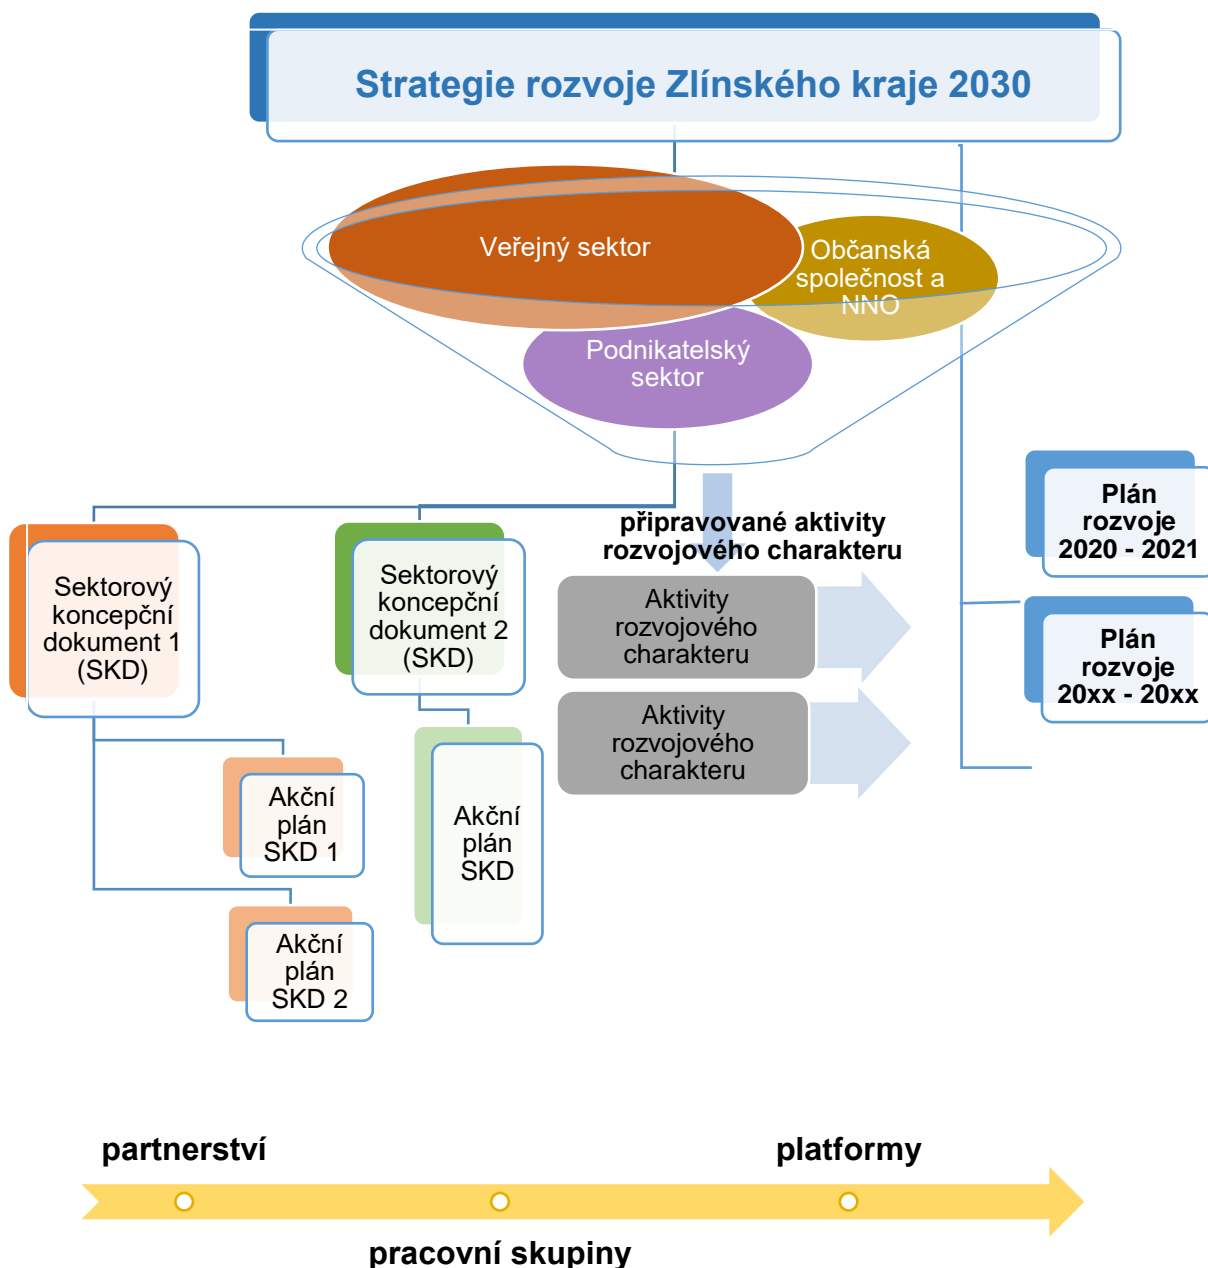 Strategie rozvoje Zlínského kraje 2030
Veřejný sektor
Občanská
společnost a
NNO
Podnikatelský
sektor
připravované aktivity
rozvojového charakteru
Plán
rozvoje
2020 - 2021
Sektorový
koncepční
dokument 1
(SKD)
Sektorový
koncepční
dokument 2
(SKD)
Aktivity
rozvojového
charakteru
Plán
rozvoje
20xx - 20xx
Aktivity
rozvojového
charakteru
Akční
plán
SKD 1
Akční
plán
SKD
Akční
plán
SKD 2
partnerství
platformy
pracovní skupiny